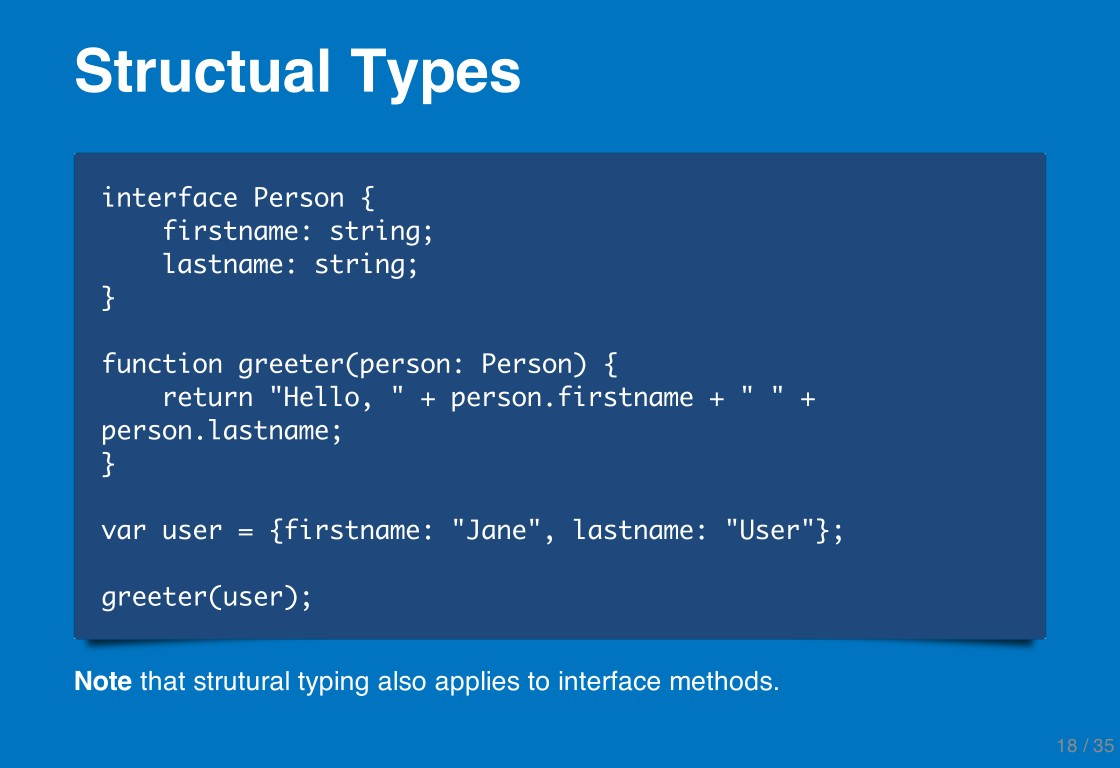 Structual Types
interface Person {
    firstname: string;
    lastname: string;
}
function greeter(person: Person) {
    return "Hello, " + person.firstname + " " +
person.lastname;
}
var user = {firstname: "Jane", lastname: "User"};
greeter(user);
Note that strutural typing also applies to interface methods.
18 / 35